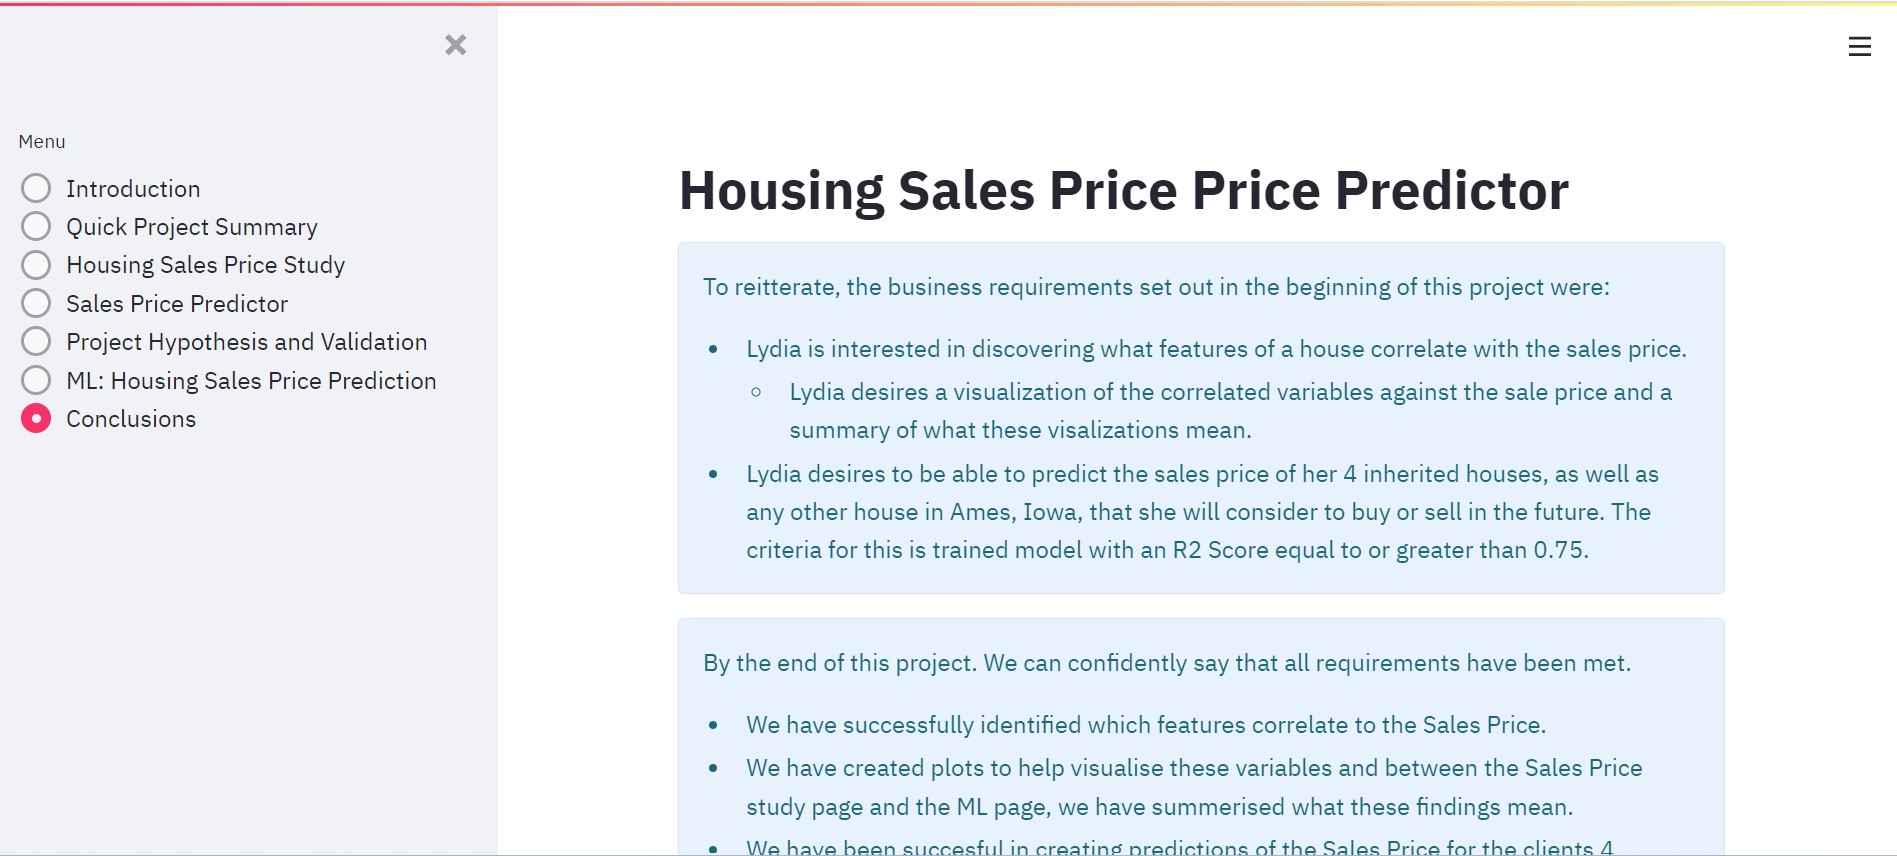 Menu
Introduction
Quick Project Summary
Housing Sales Price Study
Sales Price Predictor
Project Hypothesis and Validation
ML: Housing Sales Price Prediction
Conclusions
Housing Sales Price Price Predictor
To reitterate, the business requirements set out in the beginning of this project were:
Lydia is interested in discovering what features of a house correlate with the sales price.
Lydia desires a visualization of the correlated variables against the sale price and a
summary of what these visalizations mean.
Lydia desires to be able to predict the sales price of her 4 inherited houses, as well as
any other house in Ames, Iowa, that she will consider to buy or sell in the future. The
criteria for this is trained model with an R2 Score equal to or greater than 0.75.
By the end of this project. We can confidently say that all requirements have been met.
We have successfully identified which features correlate to the Sales Price.
We have created plots to help visualise these variables and between the Sales Price
study page and the ML page, we have summerised what these findings mean.
We have been succesful in creating predictions of the Sales Price for the clients 4